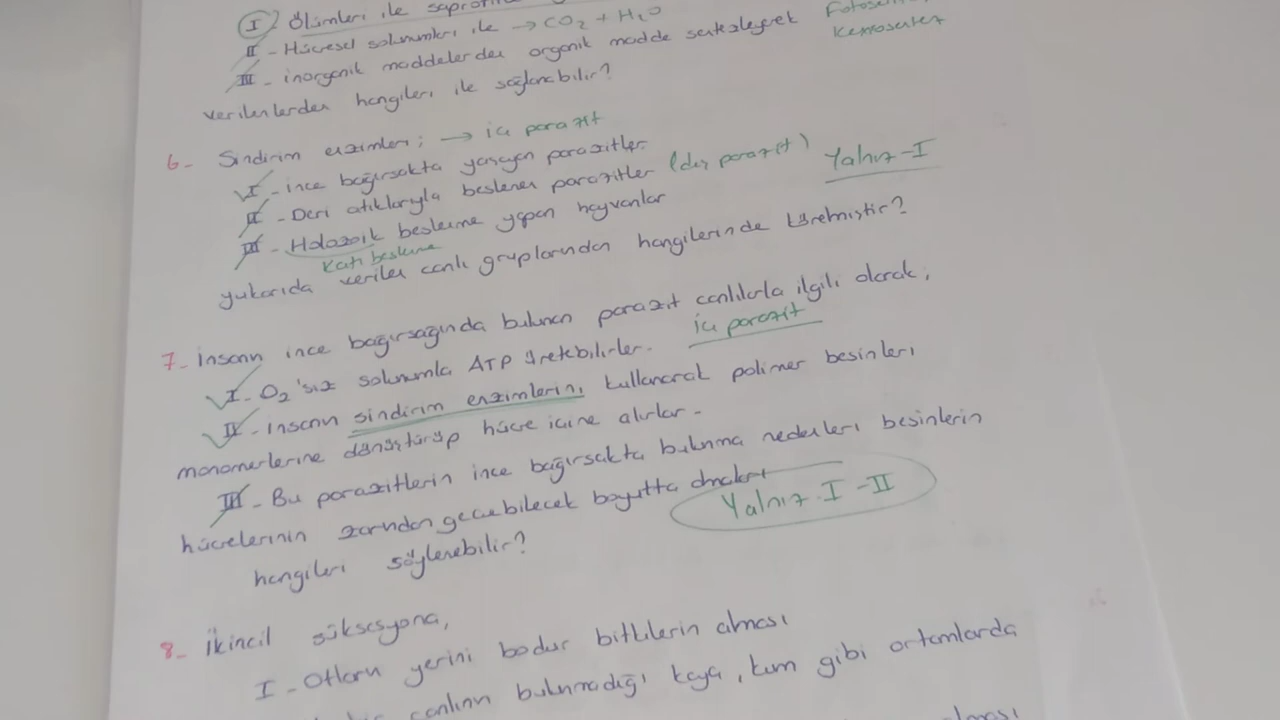 I Ölümleri ile
II - Hücresel solunumları ile → CO2 + H2O
III - inorganik maddelerden organik madde sentezleyerek
Kemosentez
verilenlerden hangileri ile sağlanabilir?
6- Sindirim enzimleri; → iç parazit
I - ince bağırsakta yaşayan parazitler
II - Deri atıklarıyla beslenen parazitler (dış parazit)
Yalnız - I
III - Holozoik beslenme yapan hayvanlar
Katı beslenme
yukarıda verilen canlı gruplarından hangilerinde körelmiştir?
7- İnsanın ince bağırsağında bulunan parazit canlılarla ilgili olarak;
iç parazit
I - O2'siz solunumla ATP üretebilirler.
II - İnsanın sindirim enzimlerini kullanarak polimer besinleri
monomerlerine dönüştürüp hücre içine alırlar -
III - Bu parazitlerin ince bağırsakta bulunma nedenleri besinlerin
hücrelerinin zarından geçebilecek boyutta olmaları
Yalnız I - II
hangileri söylenebilir?
8- İkincil süksesyona,
I - Otların yerini bodur bitkilerin alması
canlının bulunmadığı kaya, kum gibi ortamlarda
alması